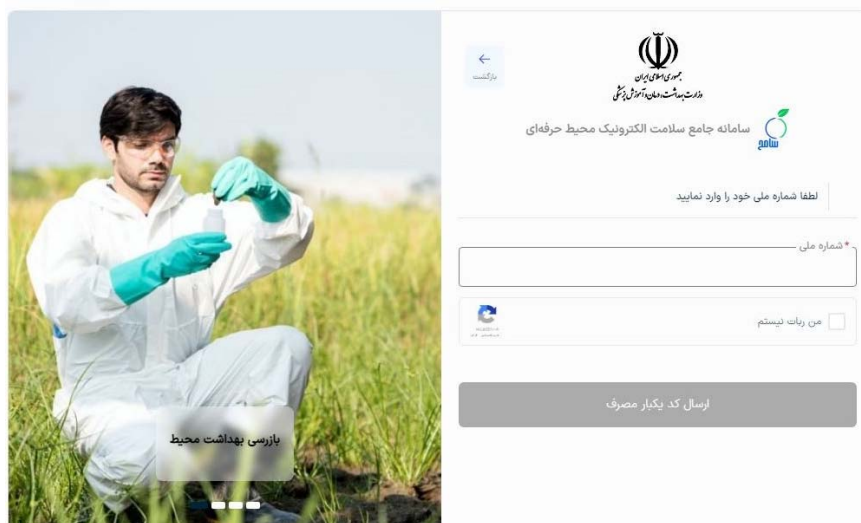 بازگشت
جمهوری اسلامی ایران
وزارت بهداشت، درمان و آموزش پزشکی
سامانه جامع سلامت الکترونیک محیط حرفه‌ای
سامح
لطفا شماره ملی خود را وارد نمایید
* شماره ملی
من ربات نیستم
ارسال کد یکبار مصرف
بازرسی بهداشت محیط